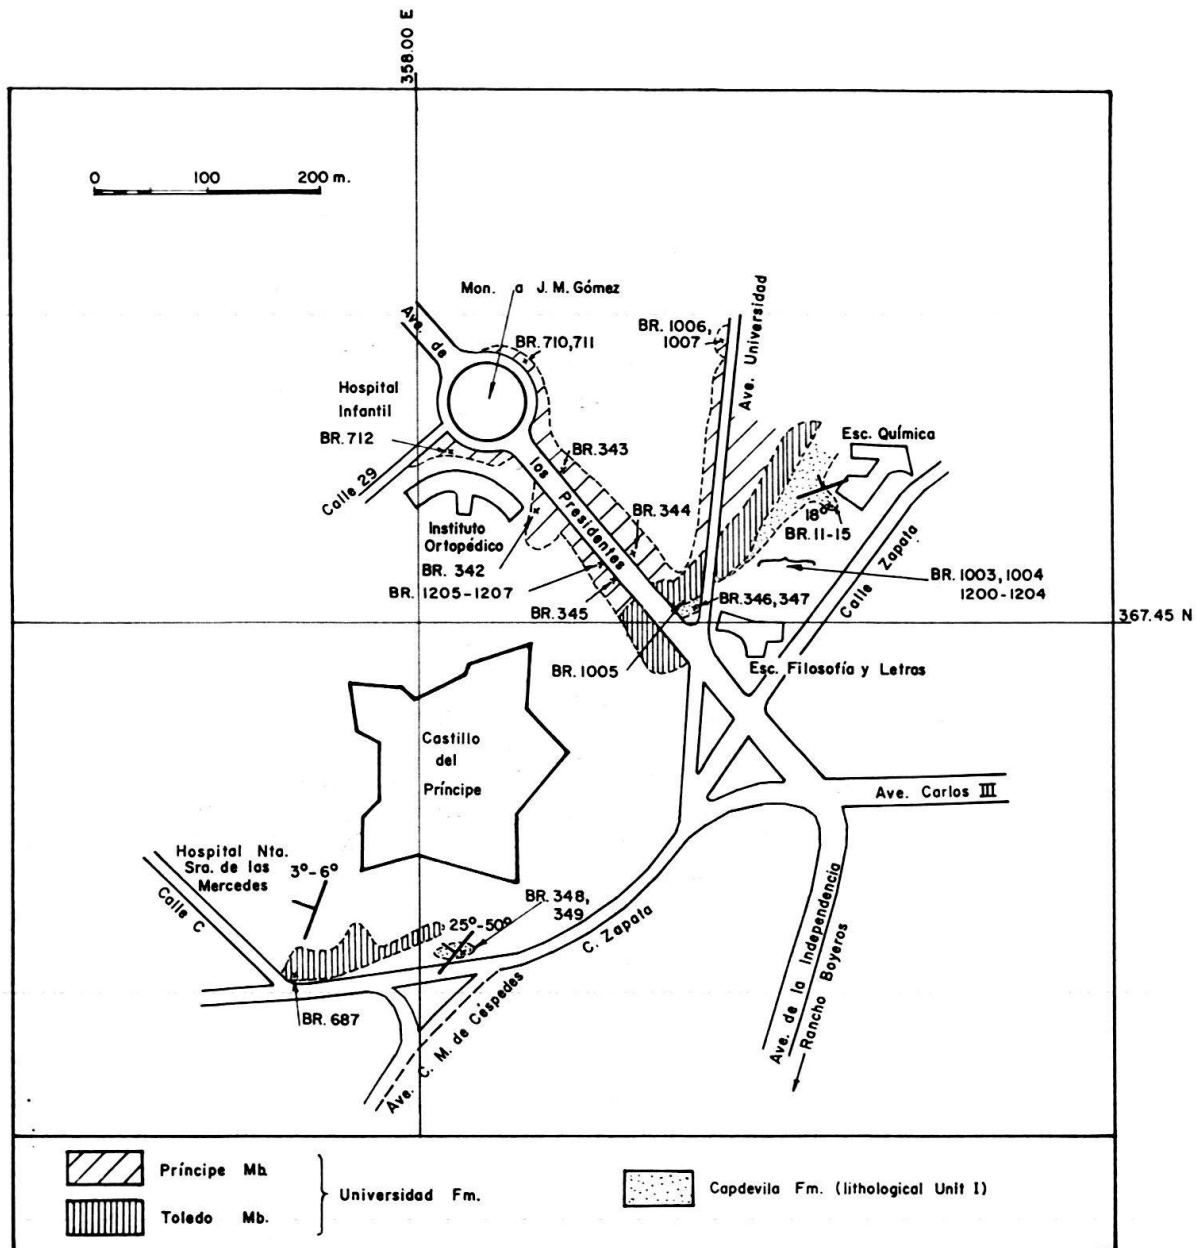 358.00 E
0 100 200 m.
Mon. a J. M. Gómez
Ave. de
los Presidentes
BR. 710,711
BR. 1006,
1007
Ave. Universidad
Hospital
Infantil
BR. 712
BR. 343
Esc. Química
Calle 29
BR. 344
18°
BR. 11-15
Instituto
Ortopédico
BR. 342
BR. 1205-1207
BR. 345
BR. 346, 347
BR. 1003, 1004
1200-1204
Calle Zapata
367.45 N
BR. 1005
Esc. Filosofía y Letras
Castillo
del
Príncipe
Ave. Carlos III
Hospital Nta.
Sra. de las
Mercedes
3°-6°
Calle C
BR. 348,
349
25°-50°
C. Zapata
BR. 687
Ave. C. M. de Céspedes
Ave. de la Independencia
Rancho Boyeros
Príncipe Mb.
Toledo Mb.
Universidad Fm.
Capdevila Fm. (lithological Unit I)